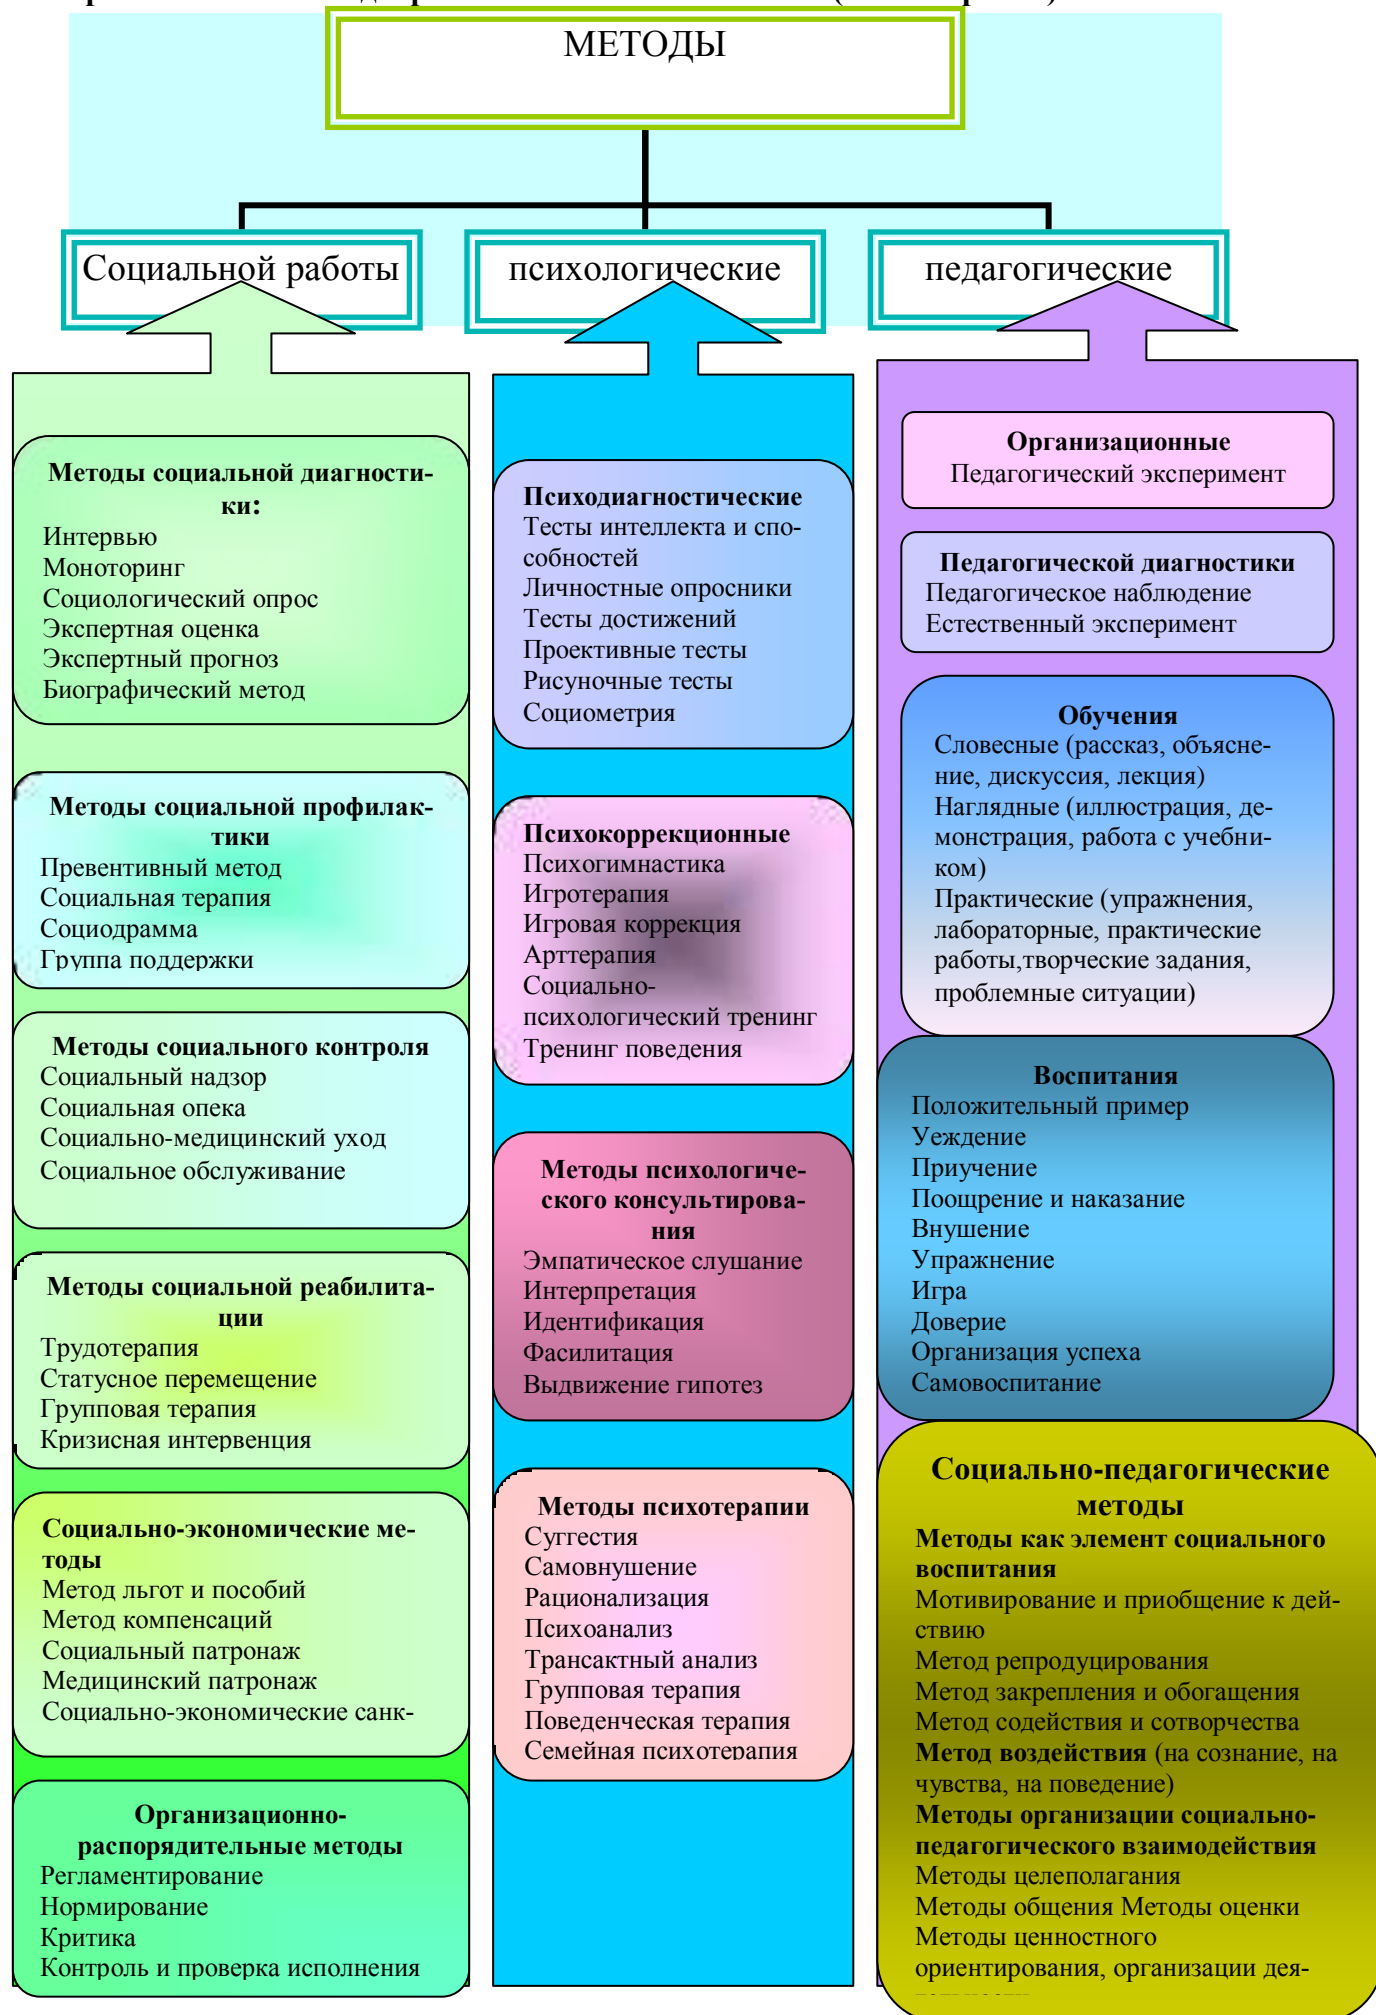 МЕТОДЫ
Социальной работы
психологические
педагогические
Методы социальной диагности-
ки:
Интервью
Моноторинг
Социологический опрос
Экспертная оценка
Экспертный прогноз
Биографический метод
Методы социальной профилак-
тики
Превентивный метод
Социальная терапия
Социодрамма
Группа поддержки
Методы социального контроля
Социальный надзор
Социальная опека
Социально-медицинский уход
Социальное обслуживание
Методы социальной реабилита-
ции
Трудотерапия
Статусное перемещение
Групповая терапия
Кризисная интервенция
Социально-экономические ме-
тоды
Метод льгот и пособий
Метод компенсаций
Социальный патронаж
Медицинский патронаж
Социально-экономические санк-
Организационно-
распорядительные методы
Регламентирование
Нормирование
Критика
Контроль и проверка исполнения
Психодиагностические
Тесты интеллекта и спо-
собностей
Личностные опросники
Тесты достижений
Проективные тесты
Рисуночные тесты
Социометрия
Психокоррекционные
Психогимнастика
Игротерапия
Игровая коррекция
Арттерапия
Социально-
психологический тренинг
Тренинг поведения
Методы психологиче-
ского консультирова-
ния
Эмпатическое слушание
Интерпретация
Идентификация
Фасилитация
Выдвижение гипотез
Методы психотерапии
Суггестия
Самовнушение
Рационализация
Психоанализ
Трансактный анализ
Групповая терапия
Поведенческая терапия
Семейная психотерапия
Организационные
Педагогический эксперимент
Педагогической диагностики
Педагогическое наблюдение
Естественный эксперимент
Обучения
Словесные (рассказ, объясне-
ние, дискуссия, лекция)
Наглядные (иллюстрация, де-
монстрация, работа с учебни-
ком)
Практические (упражнения,
лабораторные, практические
работы,творческие задания,
проблемные ситуации)
Воспитания
Положительный пример
Уеждение
Приучение
Поощрение и наказание
Внушение
Упражнение
Игра
Доверие
Организация успеха
Самовоспитание
Социально-педагогические
методы
Методы как элемент социального
воспитания
Мотивирование и приобщение к дей-
ствию
Метод репродуцирования
Метод закрепления и обогащения
Метод содействия и сотворчества
Метод воздействия (на сознание, на
чувства, на поведение)
Методы организации социально-
педагогического взаимодействия
Методы целеполагания
Методы общения Методы оценки
Методы ценностного
ориентирования, организации дея-